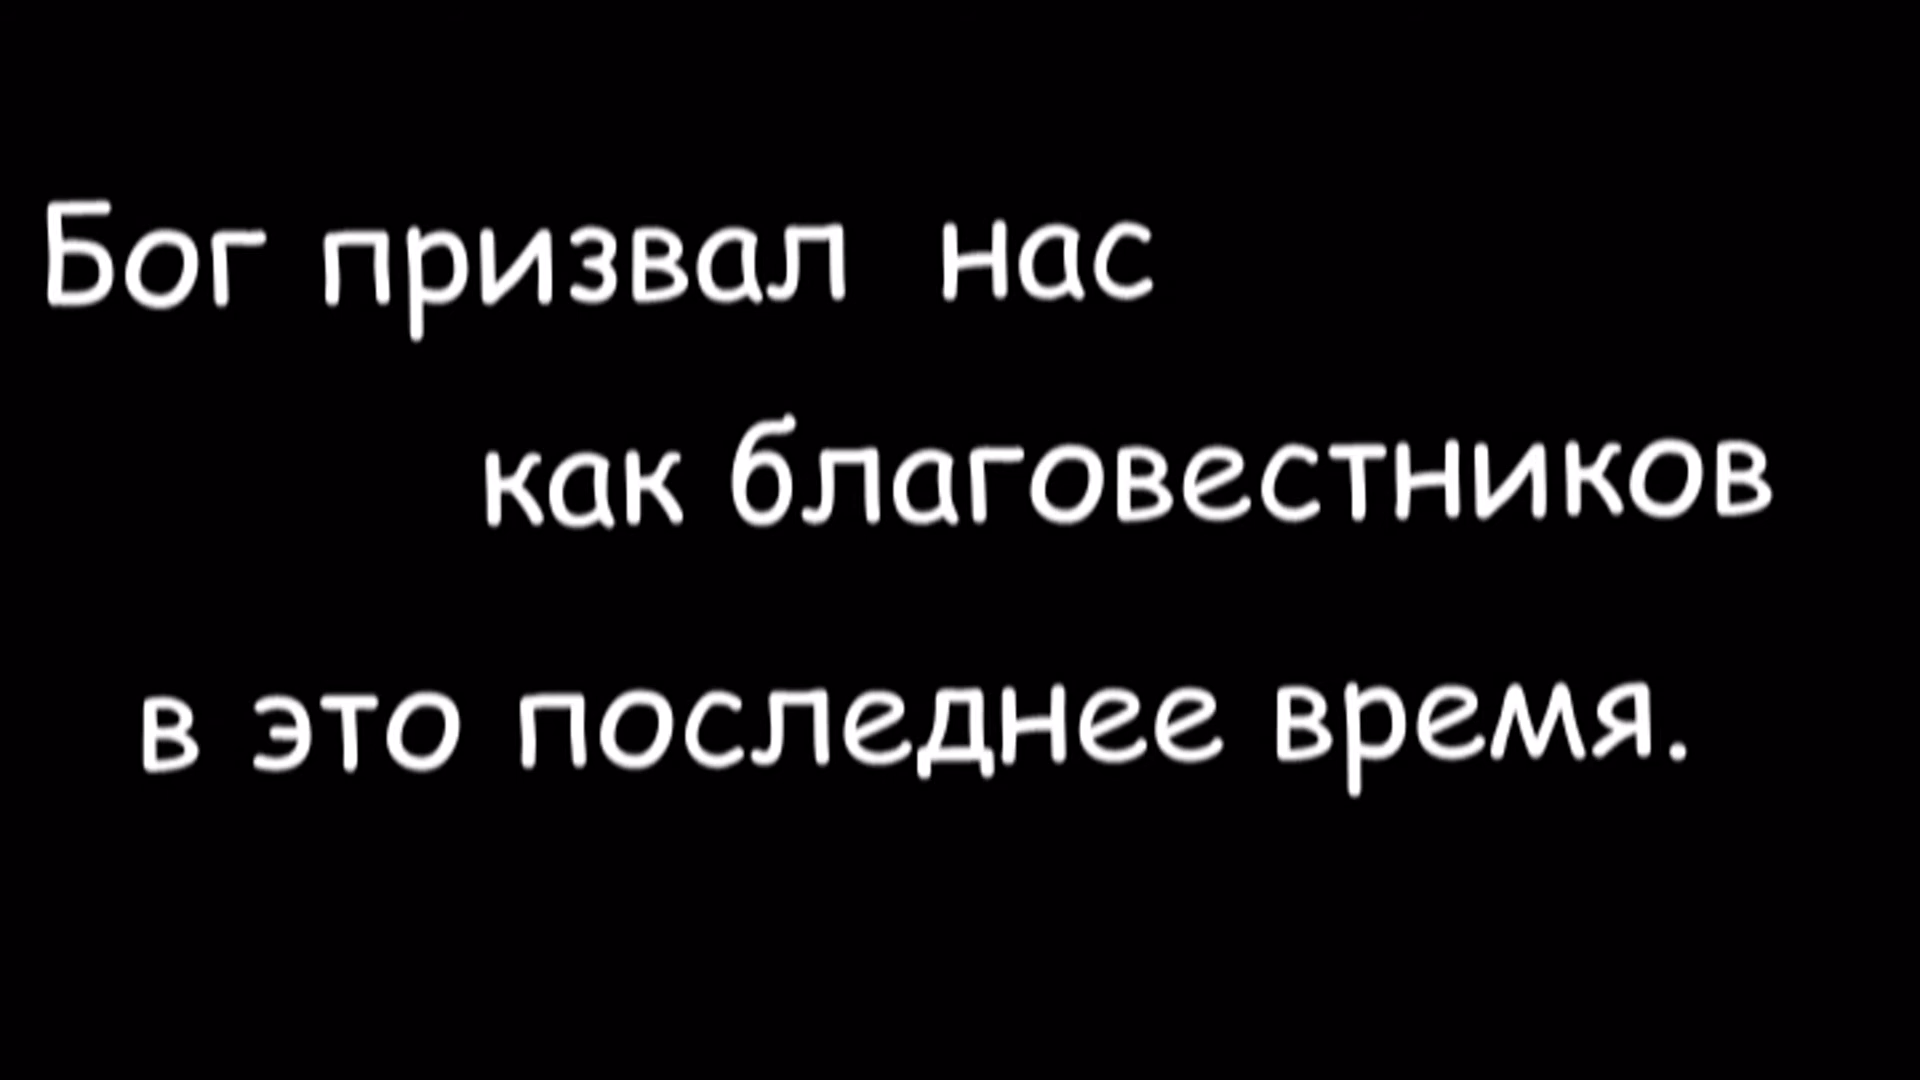 Бог призвал нас
как благовестников
в это последнее время.